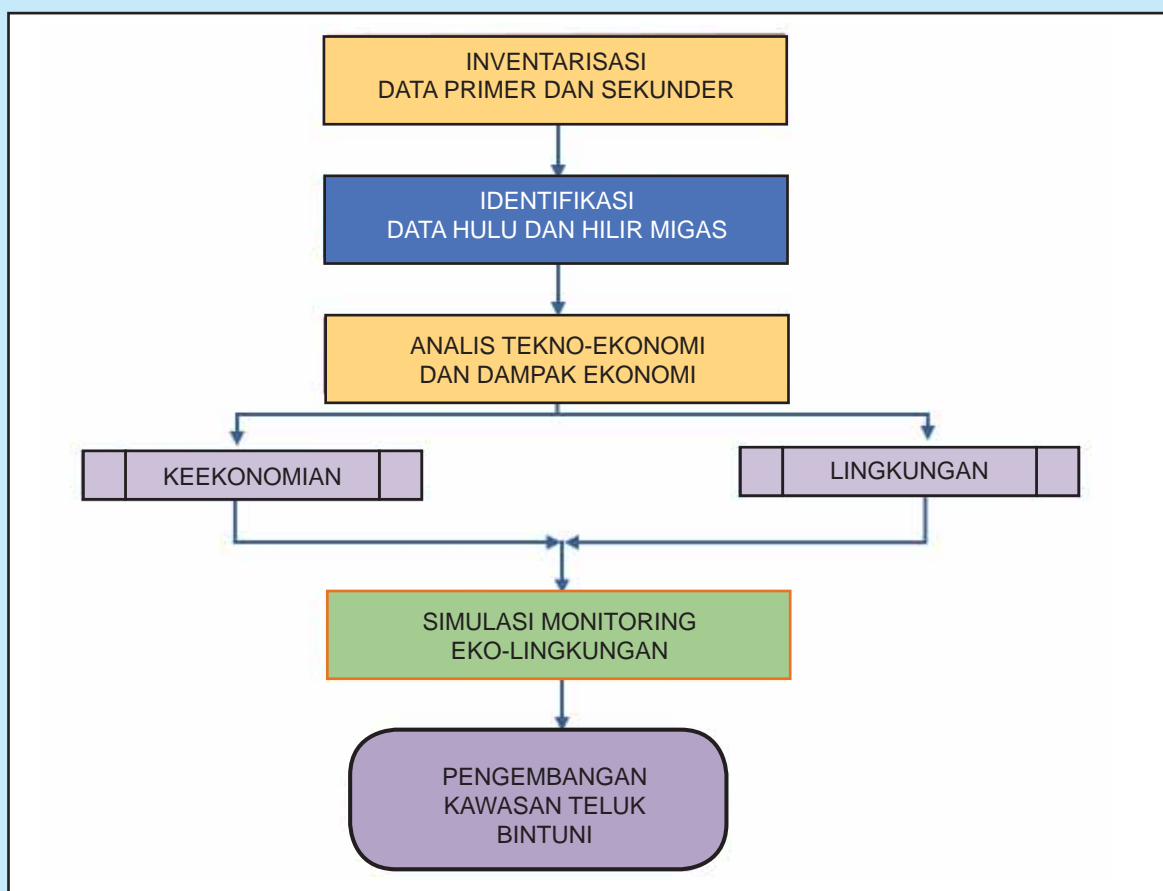 INVENTARISASI
DATA PRIMER DAN SEKUNDER
IDENTIFIKASI
DATA HULU DAN HILIR MIGAS
ANALIS TEKNO-EKONOMI
DAN DAMPAK EKONOMI
KEEKONOMIAN
LINGKUNGAN
SIMULASI MONITORING
EKO-LINGKUNGAN
PENGEMBANGAN
KAWASAN TELUK
BINTUNI